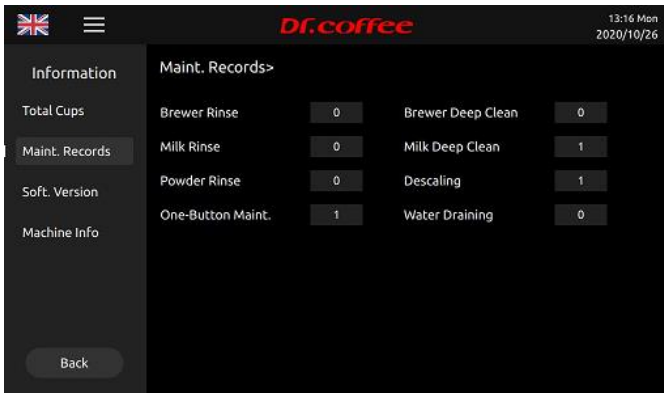 Dr.coffee
13:16 Mon
2020/10/26
Information
Total Cups
Maint. Records
Soft. Version
Machine Info
Back
Maint. Records>
Brewer Rinse 0 Brewer Deep Clean 0
Milk Rinse 0 Milk Deep Clean 1
Powder Rinse 0 Descaling 1
One-Button Maint. 1 Water Draining 0